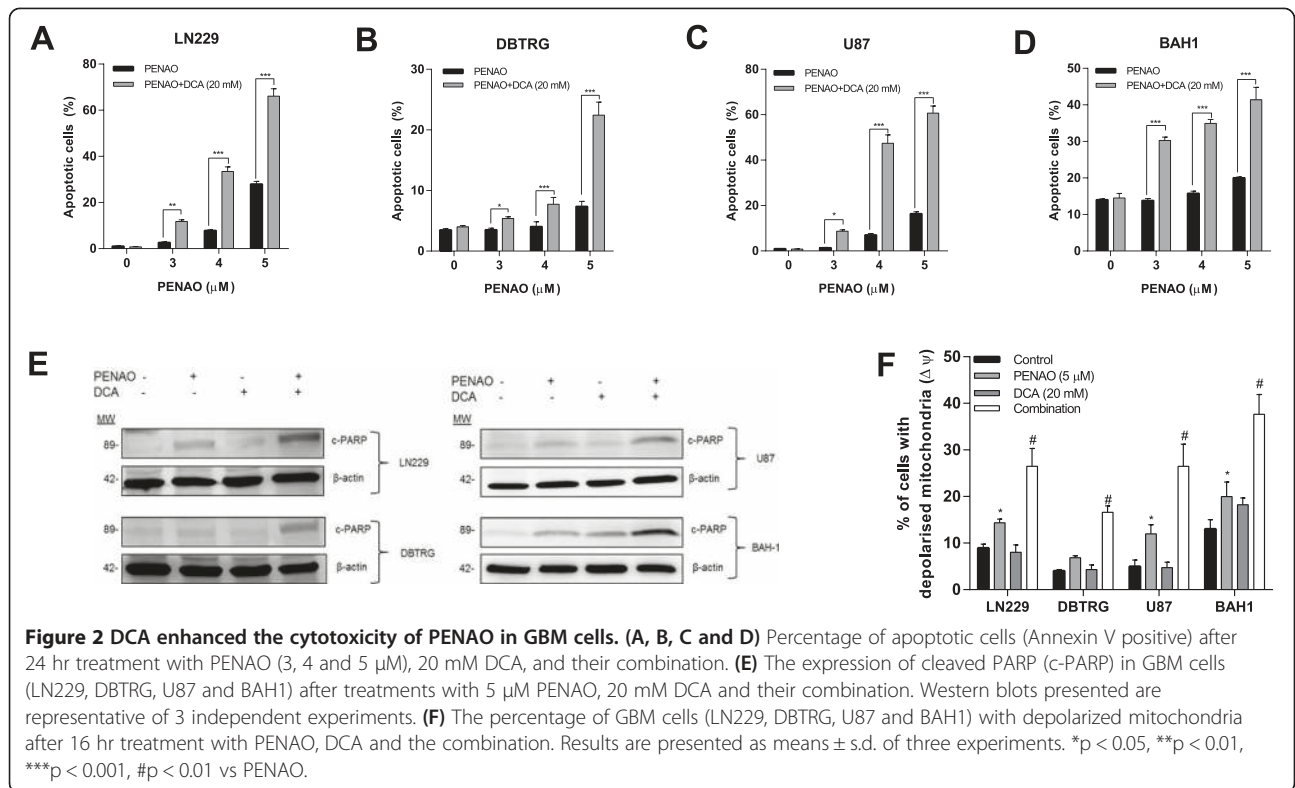 A
LN229
PENAO
PENAO+DCA (20 mM)
Apoptotic cells (%)
80
60
40
20
0
**
***
***
0 3 4 5
PENAO (μM)
B
DBTRG
PENAO
PENAO+DCA (20 mM)
Apoptotic cells (%)
30
20
10
0
*
***
***
0 3 4 5
PENAO (μM)
C
U87
PENAO
PENAO+DCA (20 mM)
Apoptotic cells (%)
80
60
40
20
0
*
***
***
0 3 4 5
PENAO (μM)
D
BAH1
PENAO
PENAO+DCA (20 mM)
Apoptotic cells (%)
50
40
30
20
10
0
***
***
***
0 3 4 5
PENAO (μM)
E
PENAO - + - +
DCA - - + +
MW
89- c-PARP
42- β-actin
LN229
89- c-PARP
42- β-actin
DBTRG
PENAO - + - +
DCA - - + +
MW
89- c-PARP
42- β-actin
U87
89- c-PARP
42- β-actin
BAH-1
F
% of cells with
depolarised mitochondria (Δ ψ)
50
40
30
20
10
0
Control
PENAO (5 μM)
DCA (20 mM)
Combination
* # # * # * #
LN229 DBTRG U87 BAH1
Figure 2 DCA enhanced the cytotoxicity of PENAO in GBM cells. (A, B, C and D) Percentage of apoptotic cells (Annexin V positive) after
24 hr treatment with PENAO (3, 4 and 5 μM), 20 mM DCA, and their combination. (E) The expression of cleaved PARP (c-PARP) in GBM cells
(LN229, DBTRG, U87 and BAH1) after treatments with 5 μM PENAO, 20 mM DCA and their combination. Western blots presented are
representative of 3 independent experiments. (F) The percentage of GBM cells (LN229, DBTRG, U87 and BAH1) with depolarized mitochondria
after 16 hr treatment with PENAO, DCA and the combination. Results are presented as means ± s.d. of three experiments. *p < 0.05, **p < 0.01,
***p < 0.001, #p < 0.01 vs PENAO.